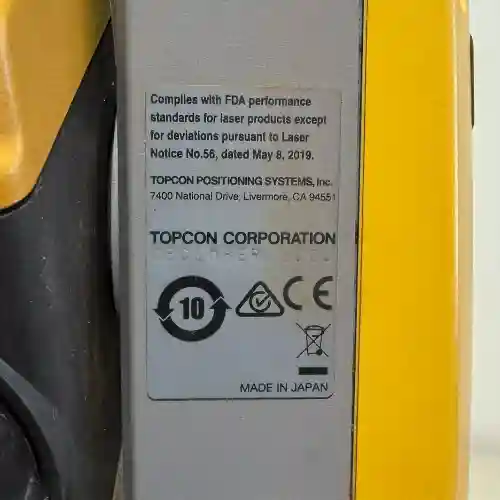 Complies with FDA performance
standards for laser products except
for deviations pursuant to Laser
Notice No.56, dated May 8, 2019.
TOPCON POSITIONING SYSTEMS, Inc.
7400 National Drive, Livermore, CA 94551
TOPCON CORPORATION
10
CE
MADE IN JAPAN